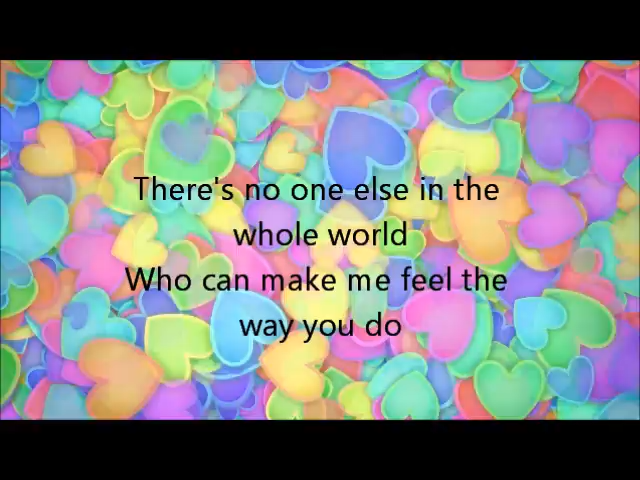 There's no one else in the
whole world
Who can make me feel the
way you do